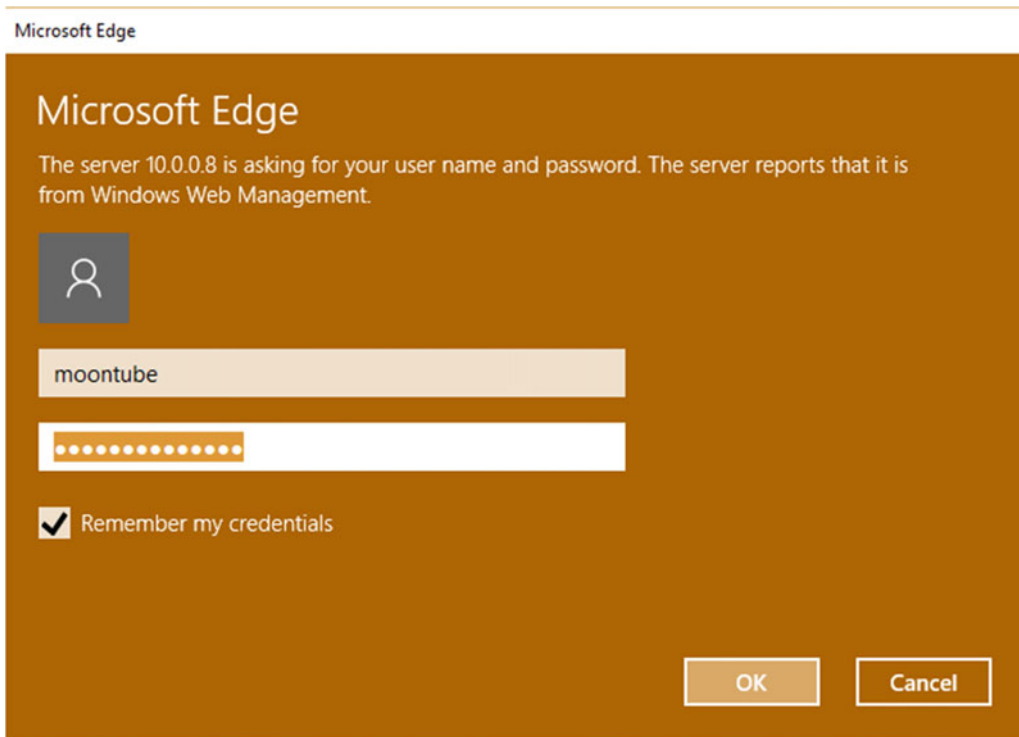 Microsoft Edge
Microsoft Edge
The server 10.0.0.8 is asking for your user name and password. The server reports that it is
from Windows Web Management.
moontube
••••••••••••••
Remember my credentials
OK
Cancel